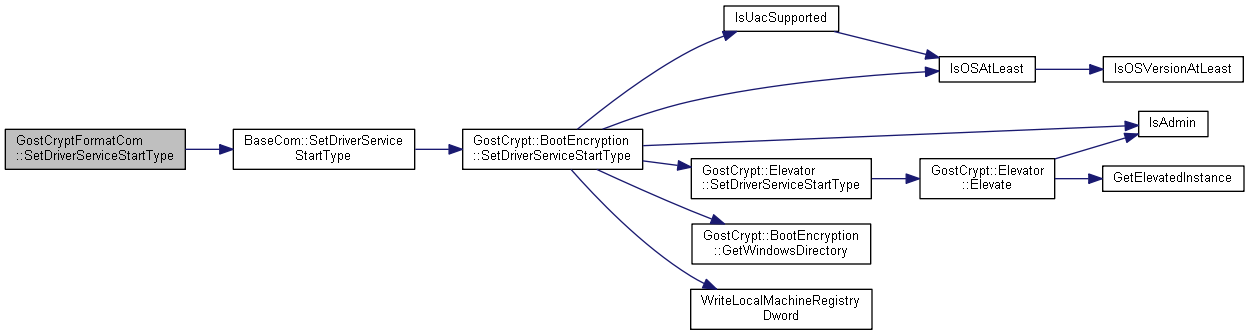 GostCryptFormatCom
::SetDriverServiceStartType
BaseCom::SetDriverService
StartType
GostCrypt::BootEncryption
::SetDriverServiceStartType
IsUacSupported
IsOSAtLeast
IsOSVersionAtLeast
IsAdmin
GostCrypt::Elevator
::SetDriverServiceStartType
GostCrypt::Elevator
::Elevate
GetElevatedInstance
GostCrypt::BootEncryption
::GetWindowsDirectory
WriteLocalMachineRegistry
Dword